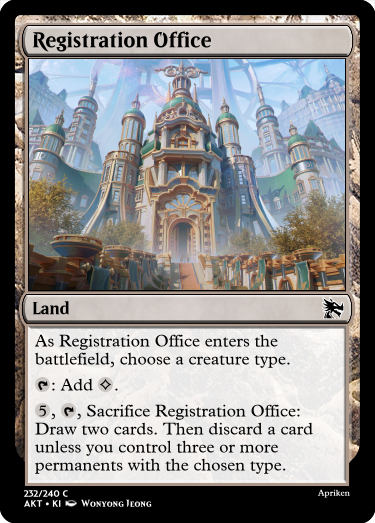 Registration Office
Land
As Registration Office enters the
battlefield, choose a creature type.
: Add .
5, , Sacrifice Registration Office:
Draw two cards. Then discard a card
unless you control three or more
permanents with the chosen type.
232/240 C
Apriken
AKT • KI Wonyong Jeong